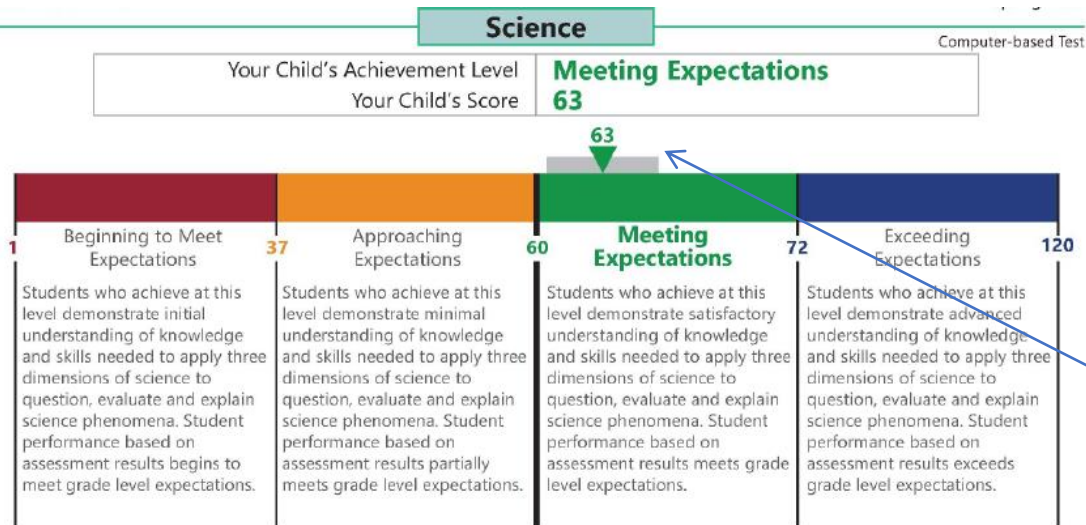 Science
Computer-based Test
Your Child's Achievement Level
Meeting Expectations
Your Child's Score
63
63
1
Beginning to Meet
Expectations
37
Approaching
Expectations
60
Meeting
Expectations
72
Exceeding
Expectations
120
Students who achieve at this
level demonstrate initial
understanding of knowledge
and skills needed to apply three
dimensions of science to
question, evaluate and explain
science phenomena. Student
performance based on
assessment results begins to
meet grade level expectations.
Students who achieve at this
level demonstrate minimal
understanding of knowledge
and skills needed to apply three
dimensions of science to
question, evaluate and explain
science phenomena. Student
performance based on
assessment results partially
meets grade level expectations.
Students who achieve at this
level demonstrate satisfactory
understanding of knowledge
and skills needed to apply three
dimensions of science to
question, evaluate and explain
science phenomena. Student
performance based on
assessment results meets grade
level expectations.
Students who achieve at this
level demonstrate advanced
understanding of knowledge
and skills needed to apply three
dimensions of science to
question, evaluate and explain
science phenomena. Student
performance based on
assessment results exceeds
grade level expectations.